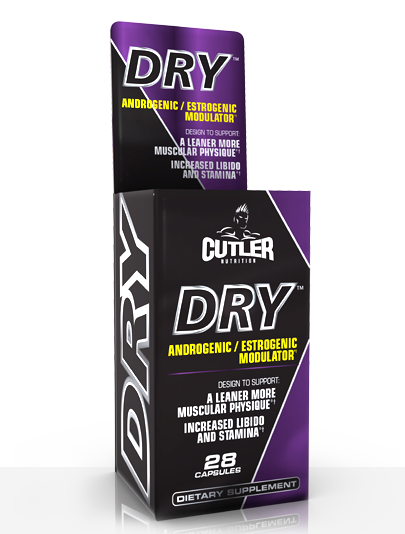 DRY™
ANDROGENIC / ESTROGENIC
MODULATOR
DESIGN TO SUPPORT:
A LEANER MORE
MUSCULAR PHYSIQUE*†
INCREASED LIBIDO
AND STAMINA*†
CUTLER
NUTRITION
DRY™
ANDROGENIC / ESTROGENIC
MODULATOR
DESIGN TO SUPPORT:
A LEANER MORE
MUSCULAR PHYSIQUE*†
INCREASED LIBIDO
AND STAMINA*†
28
CAPSULES
DIETARY SUPPLEMENT
DRY